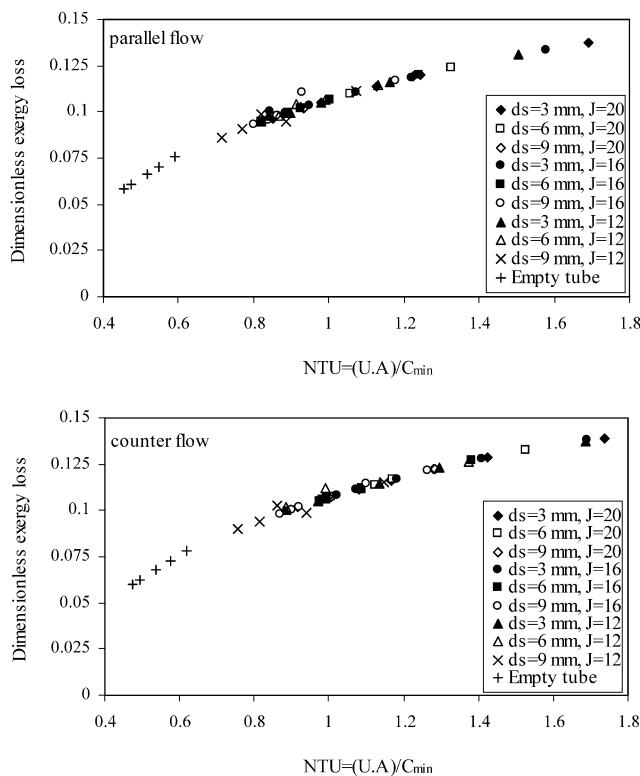 Dimensionless exergy loss
0.15
0.125
0.1
0.075
0.05
0.025
0
parallel flow
ds=3 mm, J=20
ds=6 mm, J=20
ds=9 mm, J=20
ds=3 mm, J=16
ds=6 mm, J=16
ds=9 mm, J=16
ds=3 mm, J=12
ds=6 mm, J=12
ds=9 mm, J=12
Empty tube
0.4 0.6 0.8 1 1.2 1.4 1.6 1.8
NTU=(U.A)/Cmin
Dimensionless exergy loss
0.15
0.125
0.1
0.075
0.05
0.025
0
counter flow
ds=3 mm, J=20
ds=6 mm, J=20
ds=9 mm, J=20
ds=3 mm, J=16
ds=6 mm, J=16
ds=9 mm, J=16
ds=3 mm, J=12
ds=6 mm, J=12
ds=9 mm, J=12
Empty tube
0.4 0.6 0.8 1 1.2 1.4 1.6 1.8
NTU=(U.A)/Cmin